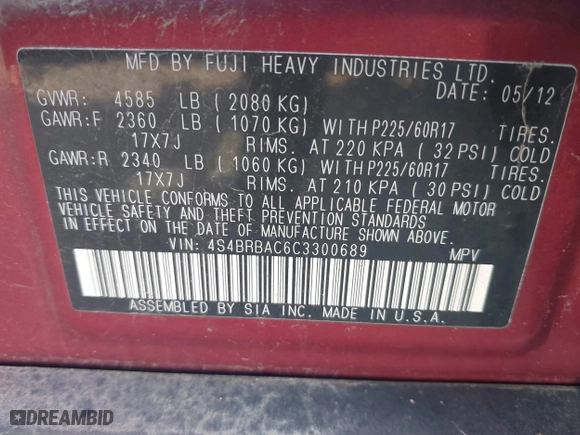 MFD BY FUJI HEAVY INDUSTRIES LTD.
DATE: 05/12
GVWR: 4585 LB (2080 KG)
GAWR:F 2360 LB (1070 KG) WITH P225/60R17 TIRES.
17X7J RIMS. AT 220 KPA (32 PSI) COLD
GAWR:R 2340 LB (1060 KG) WITH P225/60R17 TIRES.
17X7J RIMS. AT 210 KPA (30 PSI) COLD
THIS VEHICLE CONFORMS TO ALL APPLICABLE FEDERAL MOTOR
VEHICLE SAFETY AND THEFT PREVENTION STANDARDS
IN EFFECT ON THE DATE OF MANUFACTURE SHOWN ABOVE.
VIN: 4S4BRBAC6C3300689 MPV
ASSEMBLED BY SIA INC. MADE IN U.S.A.
DREAMBID